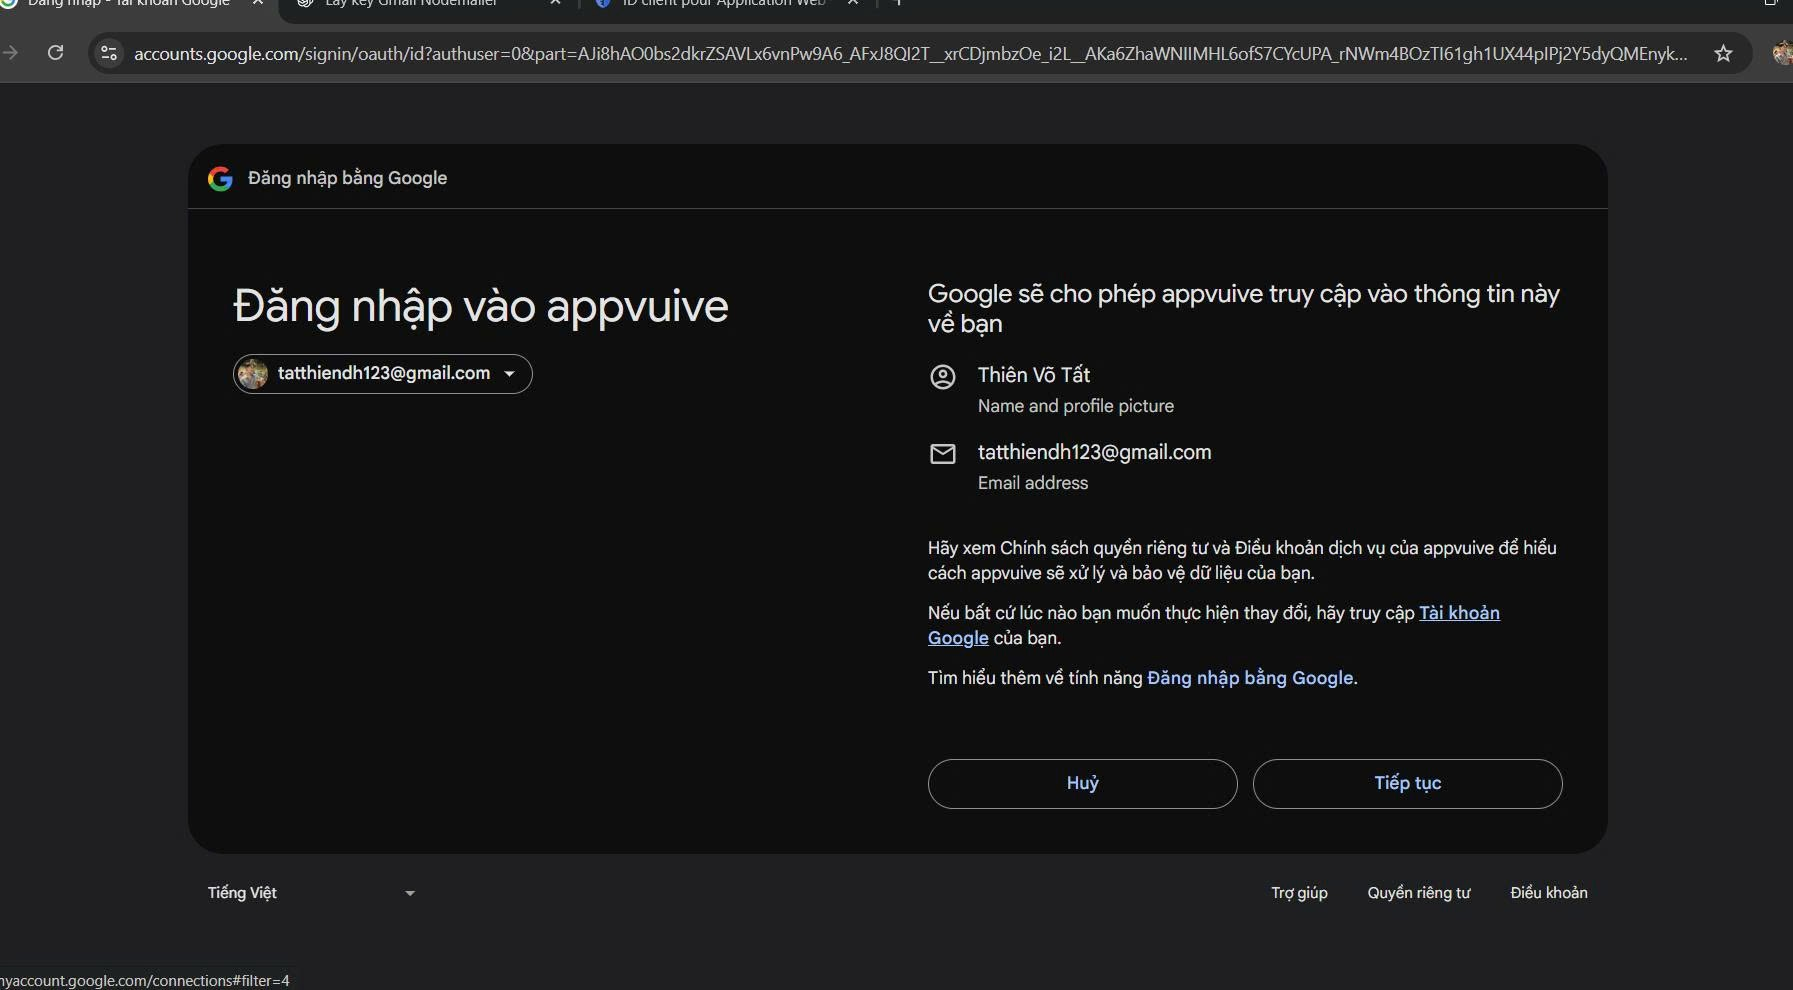 Đăng nhập - Tài khoản Google
Lấy key Gmail Nodemailer
ID client pour Application Web
accounts.google.com/signin/oauth/id?authuser=0&part=AJi8hAO0bs2dkrZSAVLx6vnPw9A6_AFxJ8QI2T__xrCDjmbzOe_i2L__AKa6ZhaWNIIMHL6ofS7CYcUPA_rNWm4BOzTI61gh1UX44pIPj2Y5dyQMEnyk...
Đăng nhập bằng Google
Đăng nhập vào appvuive
tatthiendh123@gmail.com
Google sẽ cho phép appvuive truy cập vào thông tin này
về bạn
Thiên Võ Tất
Name and profile picture
tatthiendh123@gmail.com
Email address
Hãy xem Chính sách quyền riêng tư và Điều khoản dịch vụ của appvuive để hiểu
cách appvuive sẽ xử lý và bảo vệ dữ liệu của bạn.
Nếu bất cứ lúc nào bạn muốn thực hiện thay đổi, hãy truy cập Tài khoản
Google của bạn.
Tìm hiểu thêm về tính năng Đăng nhập bằng Google.
Huỷ
Tiếp tục
Tiếng Việt
Trợ giúp
Quyền riêng tư
Điều khoản
myaccount.google.com/connections#filter=4